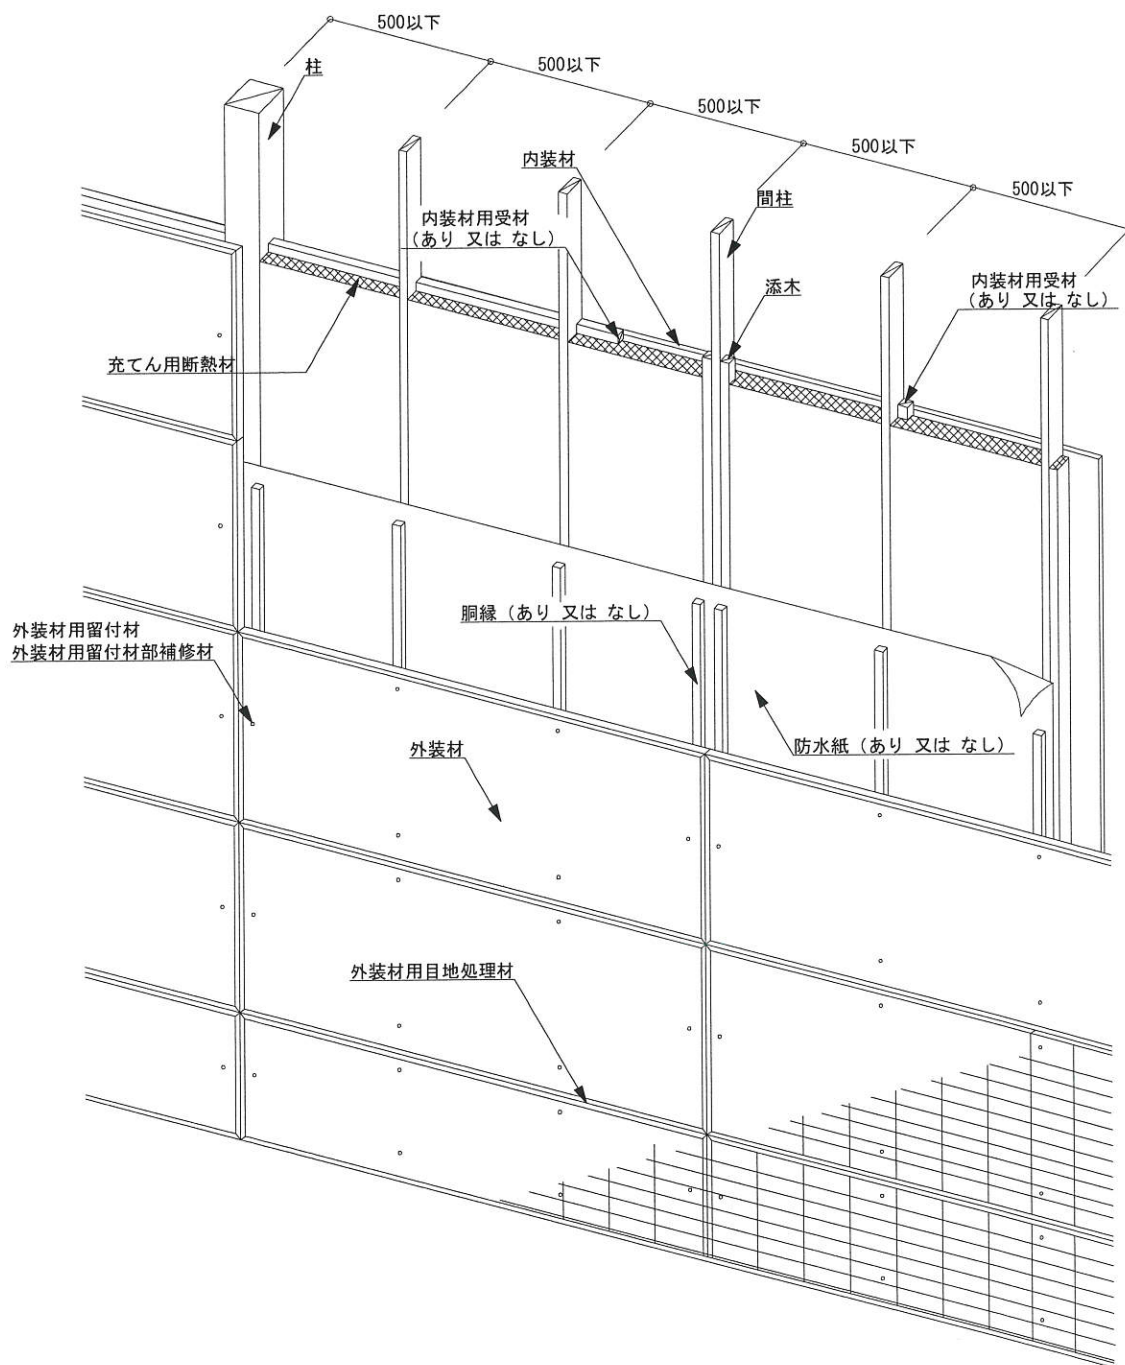 500以下
500以下
500以下
500以下
500以下
柱
内装材
間柱
内装材用受材
(あり 又は なし)
添木
内装材用受材
(あり 又は なし)
充てん用断熱材
胴縁 (あり 又は なし)
外装材用留付材
外装材用留付材部補修材
外装材
防水紙 (あり 又は なし)
外装材用目地処理材